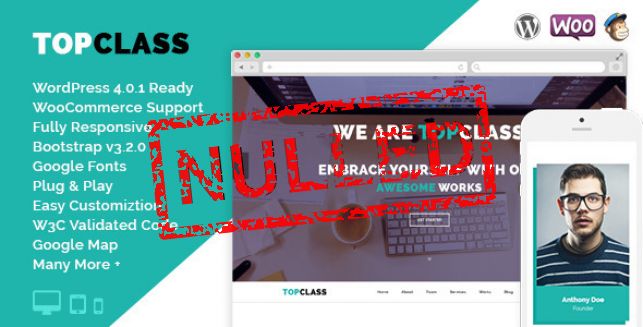 TOPCLASS
WordPress 4.0.1 Ready
WooCommerce Support
Fully Responsive
Bootstrap v3.2.0
Google Fonts
Plug & Play
Easy Customiztion
W3C Validated Code
Google Map
Many More +
WOO
NULLED
WE ARE TOPCLASS
EMBRACE YOURSELF WITH O
AWESOME WORKS
GET STARTED
TOPCLASS
Home About Team Services Works Blog
Anthony Doe
Founder